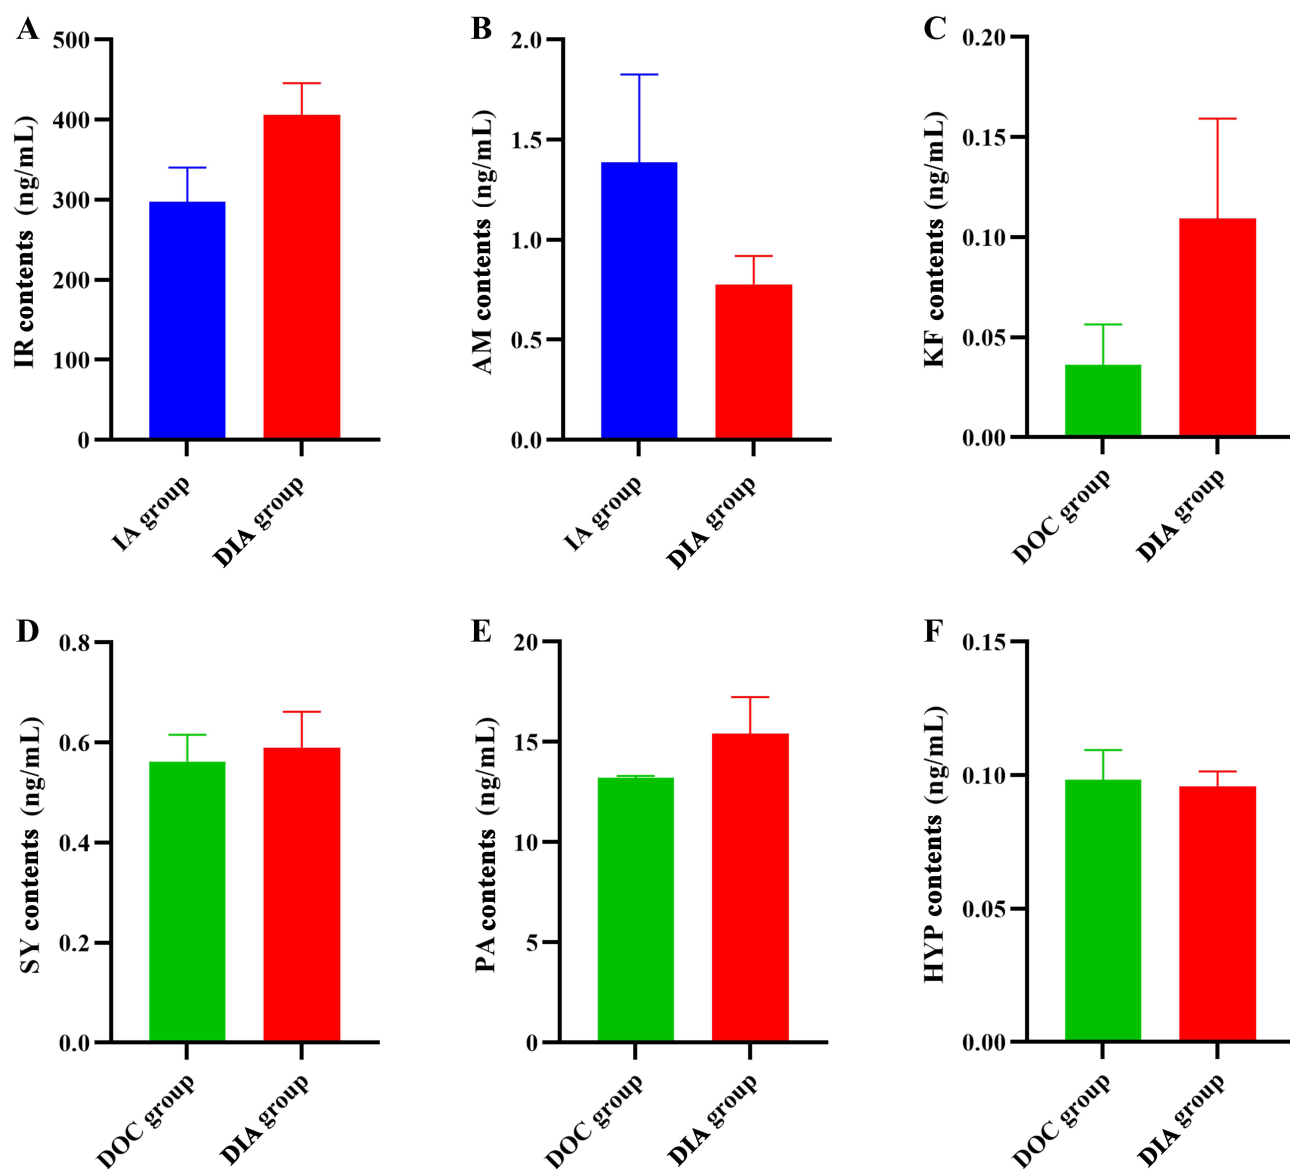 A
IR contents (ng/mL)
500
400
300
200
100
0
IA group
DIA group
B
AM contents (ng/mL)
2.0
1.5
1.0
0.5
0.0
IA group
DIA group
C
KF contents (ng/mL)
0.20
0.15
0.10
0.05
0.00
DOC group
DIA group
D
SY contents (ng/mL)
0.8
0.6
0.4
0.2
0.0
DOC group
DIA group
E
PA contents (ng/mL)
20
15
10
5
0
DOC group
DIA group
F
HYP contents (ng/mL)
0.15
0.10
0.05
0.00
DOC group
DIA group